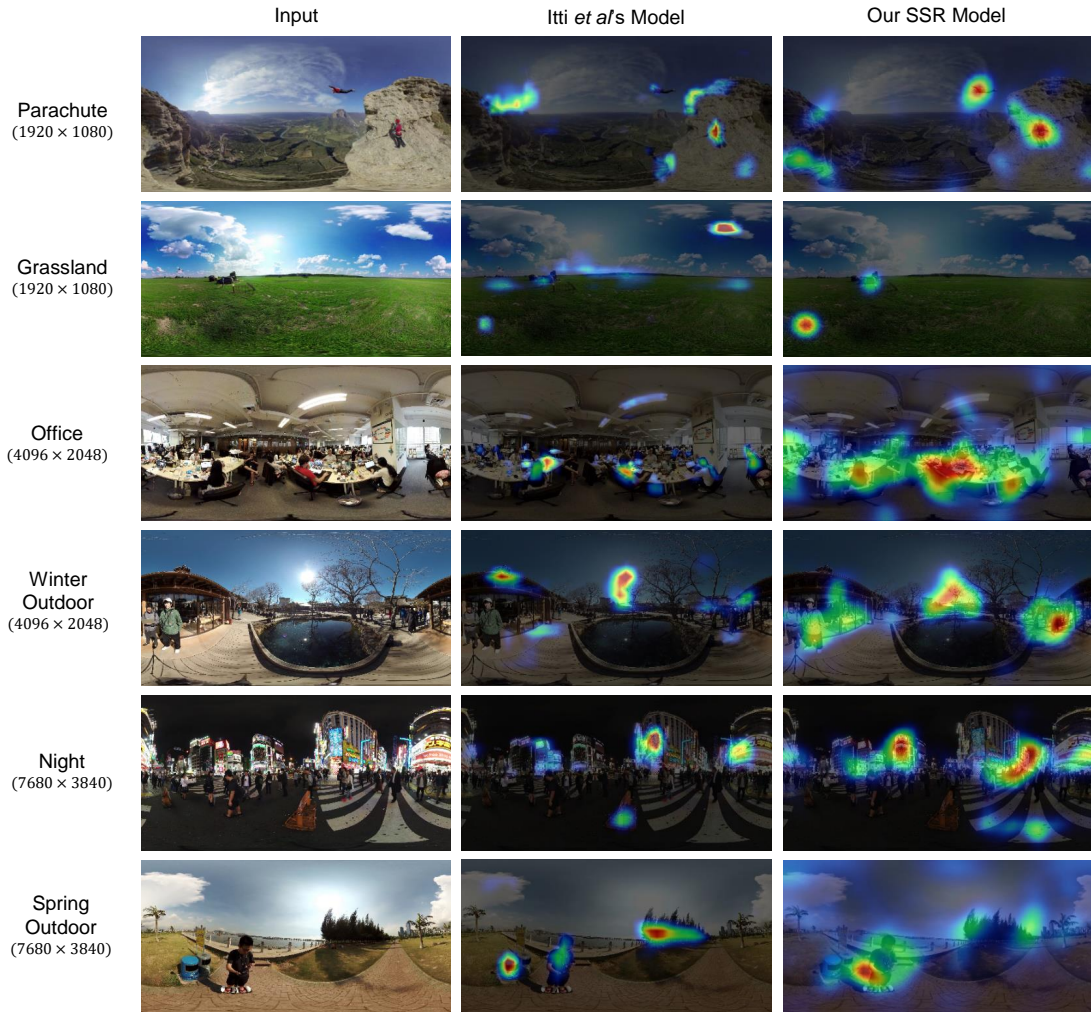 Input
Itti et al's Model
Our SSR Model
Parachute
(1920 × 1080)
Grassland
(1920 × 1080)
Office
(4096 × 2048)
Winter
Outdoor
(4096 × 2048)
Night
(7680 × 3840)
Spring
Outdoor
(7680 × 3840)